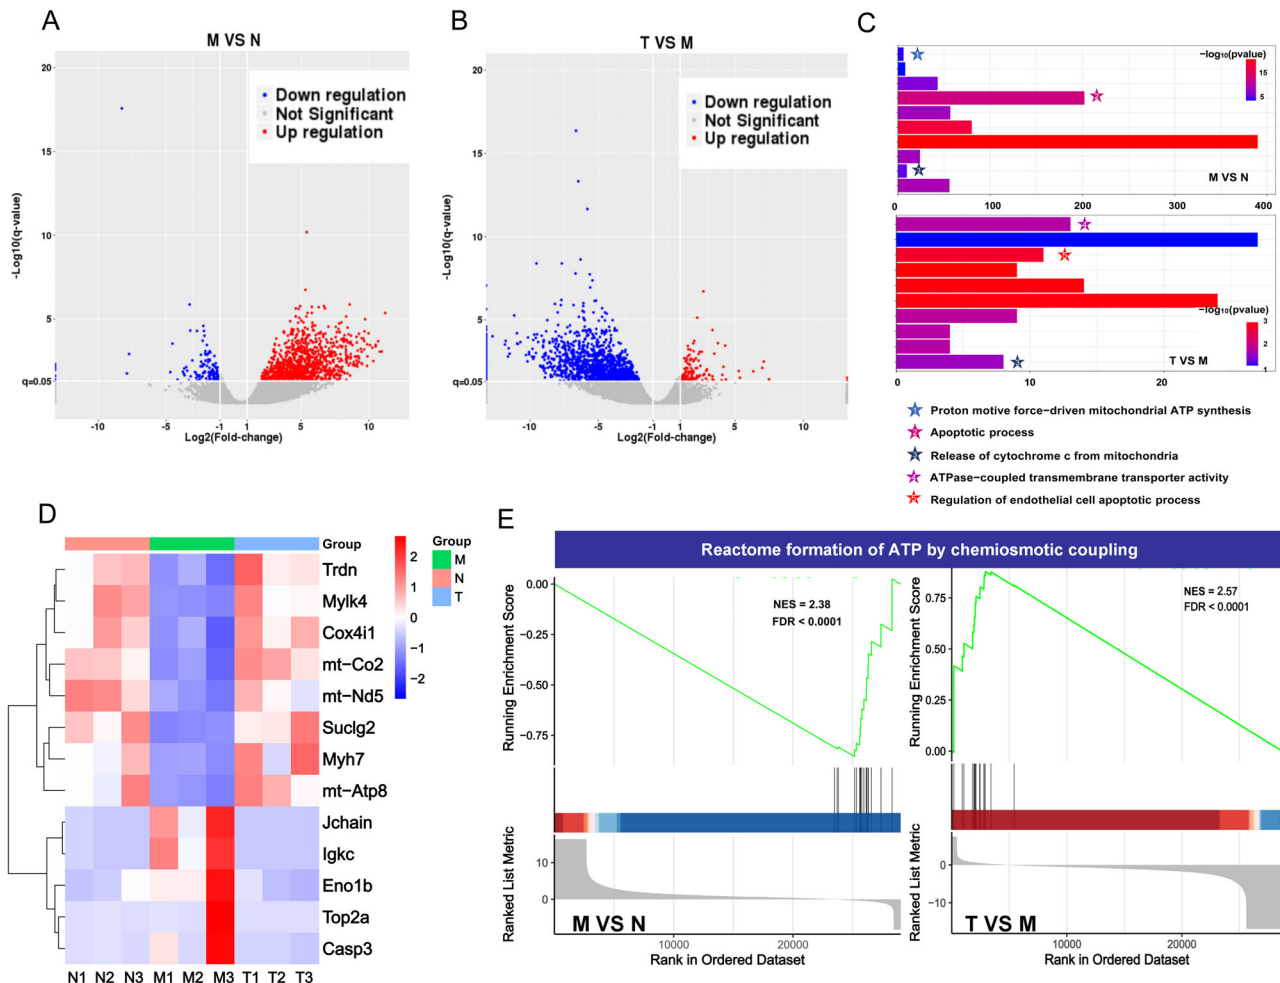 A
M VS N
20
15
10
5
q=0.05
-Log10(q-value)
Down regulation
Not Significant
Up regulation
-10
-5
-1
1
5
10
Log2(Fold-change)
B
T VS M
20
15
10
5
q=0.05
-Log10(q-value)
Down regulation
Not Significant
Up regulation
-10
-5
-1
1
5
10
Log2(Fold-change)
C
−log10(pvalue)
15
5
M VS N
0
100
200
300
400
−log10(pvalue)
3
2
1
T VS M
0
10
20
1 Proton motive force−driven mitochondrial ATP synthesis
2 Apoptotic process
3 Release of cytochrome c from mitochondria
4 ATPase−coupled transmembrane transporter activity
5 Regulation of endothelial cell apoptotic process
D
Group
Trdn
Mylk4
Cox4i1
mt−Co2
mt−Nd5
Suclg2
Myh7
mt−Atp8
Jchain
Igkc
Eno1b
Top2a
Casp3
N1 N2 N3 M1 M2 M3 T1 T2 T3
2
1
0
−1
−2
Group
M
N
T
E
Reactome formation of ATP by chemiosmotic coupling
Running Enrichment Score
0.00
−0.25
−0.50
−0.75
NES = 2.38
FDR < 0.0001
Ranked List Metric
10
0
M VS N
10000
20000
Rank in Ordered Dataset
Running Enrichment Score
0.75
0.50
0.25
0.00
NES = 2.57
FDR < 0.0001
Ranked List Metric
0
−10
T VS M
10000
20000
Rank in Ordered Dataset